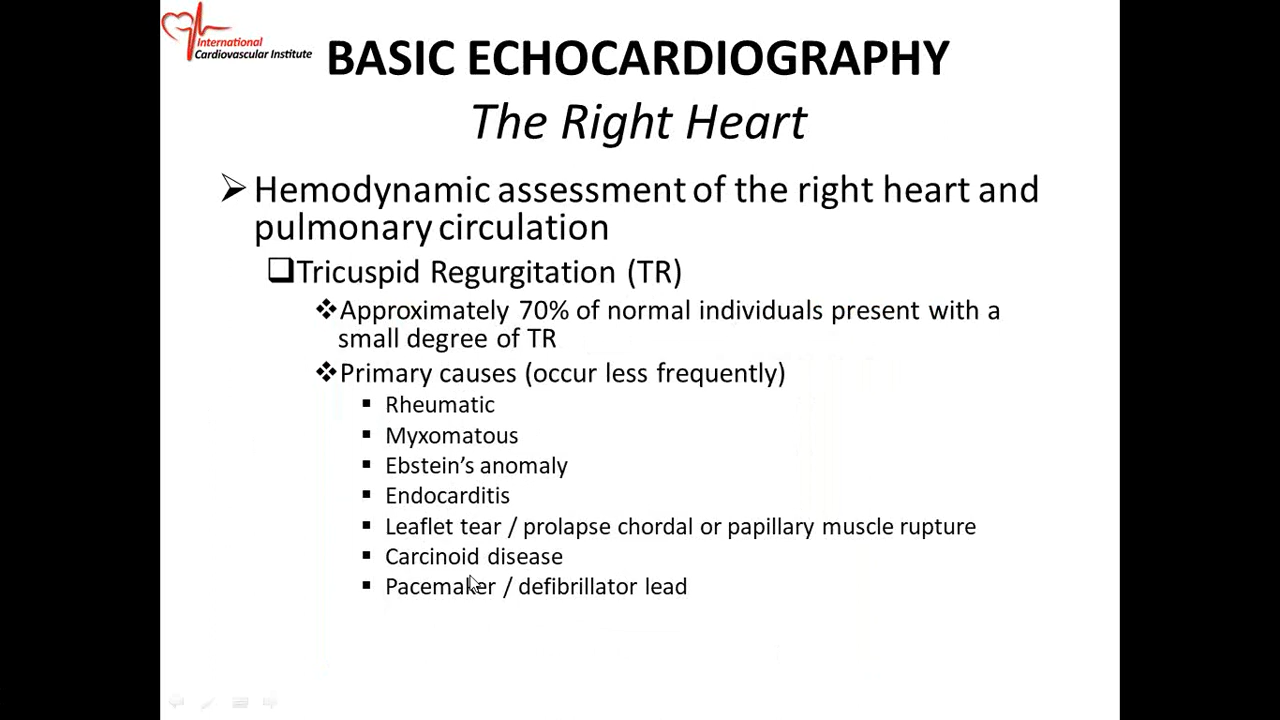 International
Cardiovascular Institute
BASIC ECHOCARDIOGRAPHY
The Right Heart
Hemodynamic assessment of the right heart and
pulmonary circulation
Tricuspid Regurgitation (TR)
Approximately 70% of normal individuals present with a
small degree of TR
Primary causes (occur less frequently)
Rheumatic
Myxomatous
Ebstein’s anomaly
Endocarditis
Leaflet tear / prolapse chordal or papillary muscle rupture
Carcinoid disease
Pacemaker / defibrillator lead